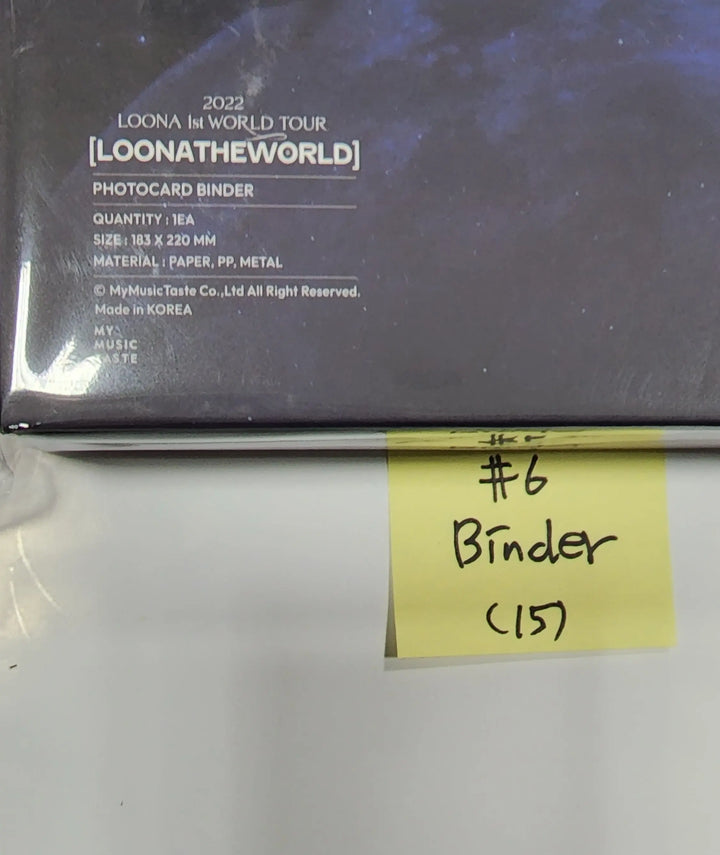 2022
LOONA 1st WORLD TOUR
[LOONATHEWORLD]
PHOTOCARD BINDER
QUANTITY : 1EA
SIZE : 183 X 220 MM
MATERIAL : PAPER, PP, METAL
© MyMusicTaste Co.,Ltd All Right Reserved.
Made in KOREA
MY
MUSIC
TASTE
#6
Binder
(15)